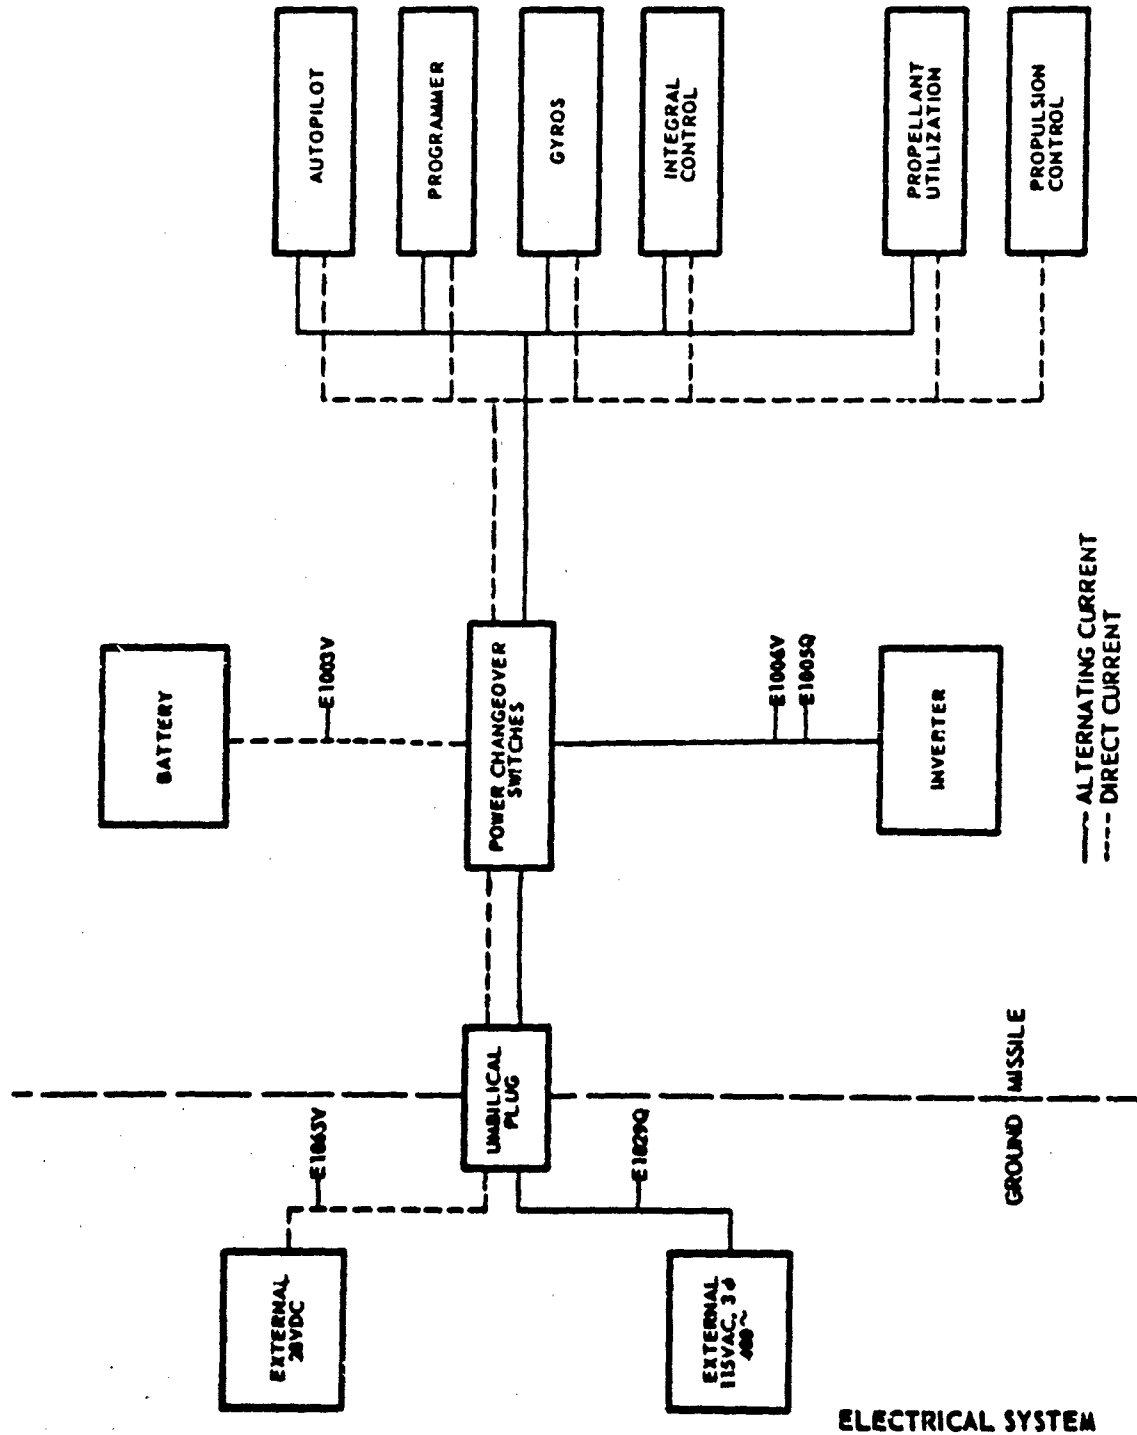 ELECTRICAL SYSTEM
EXTERNAL
28VDC
EXTERNAL
115VAC, 3ϕ
400~
E1865V
E1029Q
UMBILICAL
PLUG
GROUND
MISSILE
BATTERY
E1003V
POWER CHANGEOVER
SWITCHES
E1006V
E1005Q
INVERTER
AUTOPILOT
PROGRAMMER
GYROS
INTEGRAL
CONTROL
PROPELLANT
UTILIZATION
PROPULSION
CONTROL
ALTERNATING CURRENT
DIRECT CURRENT